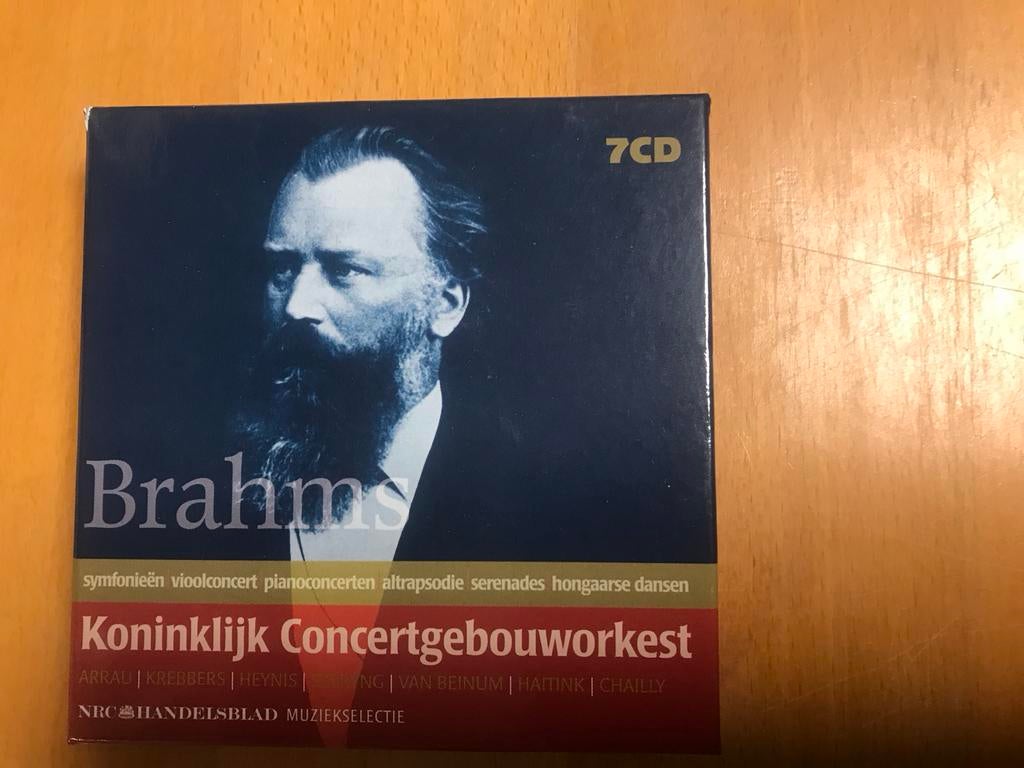 7CD
Brahms
symfonieën vioolconcert pianoconcerten altrapsodie serenades hongaarse dansen
Koninklijk Concertgebouworkest
ARRAU | KREBBERS | HEYNIS | | VAN BEINUM | HAITINK | CHAILLY
NRC HANDELSBLAD MUZIEKSELECTIE